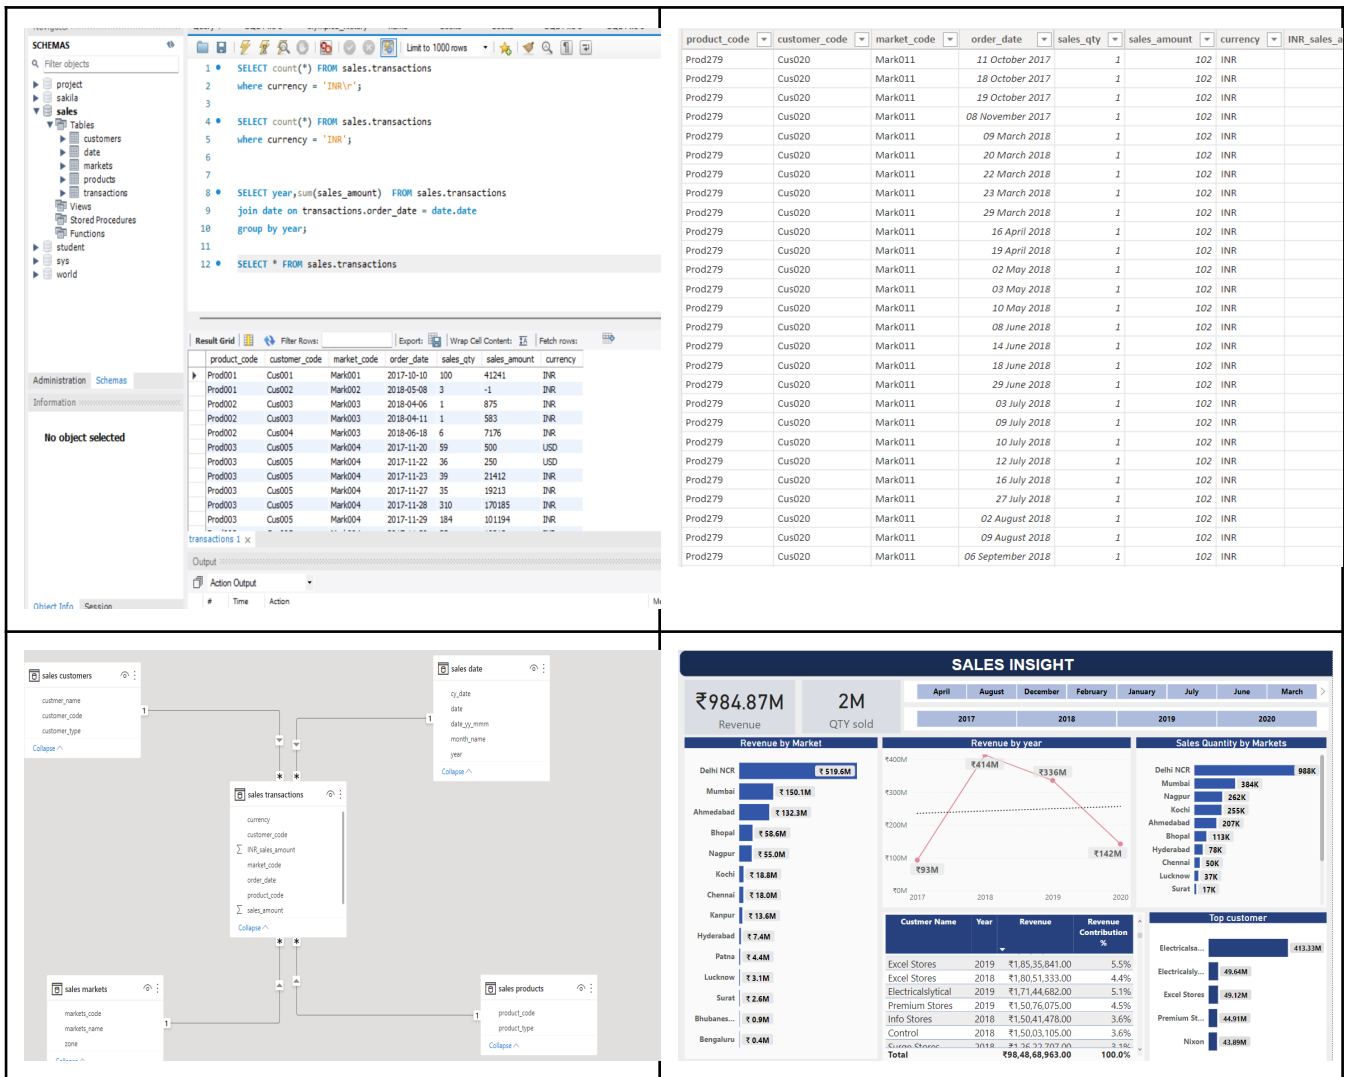 SCHEMAS
Filter objects
project
sakila
sales
Tables
customers
date
markets
products
transactions
Views
Stored Procedures
Functions
student
sys
world
Administration Schemas
Information
No object selected
Object Info Session
Limit to 1000 rows
1 SELECT count(*) FROM sales.transactions
2 where currency = 'INR\r';
3
4 SELECT count(*) FROM sales.transactions
5 where currency = 'INR';
6
7
8 SELECT year,sum(sales_amount) FROM sales.transactions
9 join date on transactions.order_date = date.date
10 group by year;
11
12 SELECT * FROM sales.transactions
Result Grid Filter Rows: Export: Wrap Cell Content: Fetch rows:
product_code customer_code market_code order_date sales_qty sales_amount currency
Prod001 Cus001 Mark001 2017-10-10 100 41241 INR
Prod001 Cus002 Mark002 2018-05-08 3 -1 INR
Prod002 Cus003 Mark003 2018-04-06 1 875 INR
Prod002 Cus003 Mark003 2018-04-11 1 583 INR
Prod002 Cus004 Mark003 2018-06-18 6 7176 INR
Prod003 Cus005 Mark004 2017-11-20 59 500 USD
Prod003 Cus005 Mark004 2017-11-22 36 250 USD
Prod003 Cus005 Mark004 2017-11-23 39 21412 INR
Prod003 Cus005 Mark004 2017-11-27 35 19213 INR
Prod003 Cus005 Mark004 2017-11-28 310 170185 INR
Prod003 Cus005 Mark004 2017-11-29 184 101194 INR
transactions 1
Output
Action Output
# Time Action
product_code customer_code market_code order_date sales_qty sales_amount currency INR_sales_a
Prod279 Cus020 Mark011 11 October 2017 1 102 INR
Prod279 Cus020 Mark011 18 October 2017 1 102 INR
Prod279 Cus020 Mark011 19 October 2017 1 102 INR
Prod279 Cus020 Mark011 08 November 2017 1 102 INR
Prod279 Cus020 Mark011 09 March 2018 1 102 INR
Prod279 Cus020 Mark011 20 March 2018 1 102 INR
Prod279 Cus020 Mark011 22 March 2018 1 102 INR
Prod279 Cus020 Mark011 23 March 2018 1 102 INR
Prod279 Cus020 Mark011 29 March 2018 1 102 INR
Prod279 Cus020 Mark011 16 April 2018 1 102 INR
Prod279 Cus020 Mark011 19 April 2018 1 102 INR
Prod279 Cus020 Mark011 02 May 2018 1 102 INR
Prod279 Cus020 Mark011 03 May 2018 1 102 INR
Prod279 Cus020 Mark011 10 May 2018 1 102 INR
Prod279 Cus020 Mark011 08 June 2018 1 102 INR
Prod279 Cus020 Mark011 14 June 2018 1 102 INR
Prod279 Cus020 Mark011 18 June 2018 1 102 INR
Prod279 Cus020 Mark011 29 June 2018 1 102 INR
Prod279 Cus020 Mark011 03 July 2018 1 102 INR
Prod279 Cus020 Mark011 09 July 2018 1 102 INR
Prod279 Cus020 Mark011 10 July 2018 1 102 INR
Prod279 Cus020 Mark011 12 July 2018 1 102 INR
Prod279 Cus020 Mark011 16 July 2018 1 102 INR
Prod279 Cus020 Mark011 27 July 2018 1 102 INR
Prod279 Cus020 Mark011 02 August 2018 1 102 INR
Prod279 Cus020 Mark011 09 August 2018 1 102 INR
Prod279 Cus020 Mark011 06 September 2018 1 102 INR
sales customers
custmer_name
customer_code
customer_type
Collapse
1
sales date
cy_date
date
date_yy_mmm
month_name
year
Collapse
1
* *
sales transactions
currency
customer_code
∑ INR_sales_amount
market_code
order_date
product_code
∑ sales_amount
Collapse
* *
sales markets
markets_code
markets_name
zone
Collapse
1
sales products
product_code
product_type
Collapse
1
SALES INSIGHT
₹984.87M
Revenue
2M
QTY sold
April August December February January July June March
2017 2018 2019 2020
Revenue by Market
Delhi NCR ₹ 519.6M
Mumbai ₹ 150.1M
Ahmedabad ₹ 132.3M
Bhopal ₹ 58.6M
Nagpur ₹ 55.0M
Kochi ₹ 18.8M
Chennai ₹ 18.0M
Kanpur ₹ 13.6M
Hyderabad ₹ 7.4M
Patna ₹ 4.4M
Lucknow ₹ 3.1M
Surat ₹ 2.6M
Bhubanes... ₹ 0.9M
Bengaluru ₹ 0.4M
Revenue by year
₹400M
₹300M
₹200M
₹100M
₹0M
₹414M
₹336M
₹142M
₹93M
2017 2018 2019 2020
Sales Quantity by Markets
Delhi NCR 988K
Mumbai 384K
Nagpur 262K
Kochi 255K
Ahmedabad 207K
Bhopal 113K
Hyderabad 78K
Chennai 50K
Lucknow 37K
Surat 17K
Custmer Name Year Revenue Revenue Contribution %
Excel Stores 2019 ₹1,85,35,841.00 5.5%
Excel Stores 2018 ₹1,80,51,333.00 4.4%
Electricalslytical 2019 ₹1,71,44,682.00 5.1%
Premium Stores 2019 ₹1,50,76,075.00 4.5%
Info Stores 2018 ₹1,50,41,478.00 3.6%
Control 2018 ₹1,50,03,105.00 3.6%
Surge Stores 2018 ₹1,26,22,707.00 3.1%
Total ₹98,48,68,963.00 100.0%
Top customer
Electricalsa... 413.33M
Electricalsly... 49.64M
Excel Stores 49.12M
Premium St... 44.91M
Nixon 43.89M